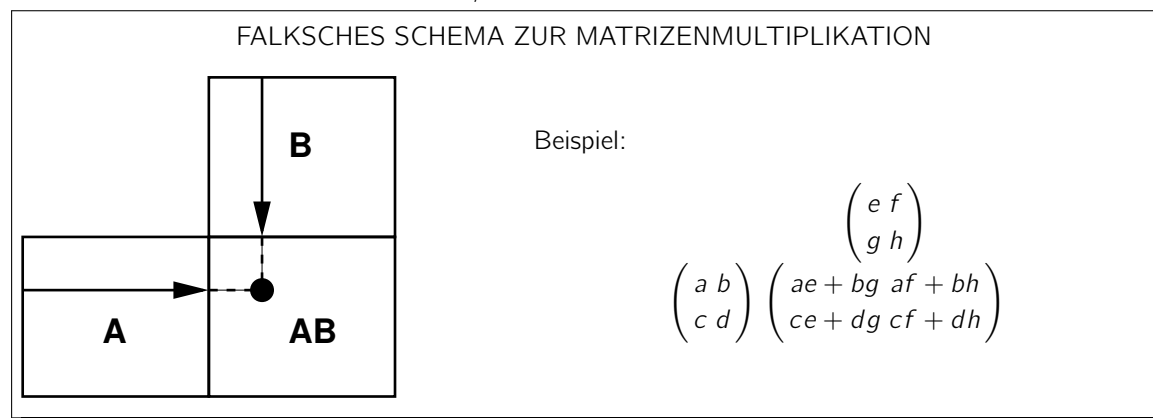 FALKSCHES SCHEMA ZUR MATRIZENMULTIPLIKATION
B
A
AB
Beispiel:
e f
g h
a b
c d
ae + bg af + bh
ce + dg cf + dh